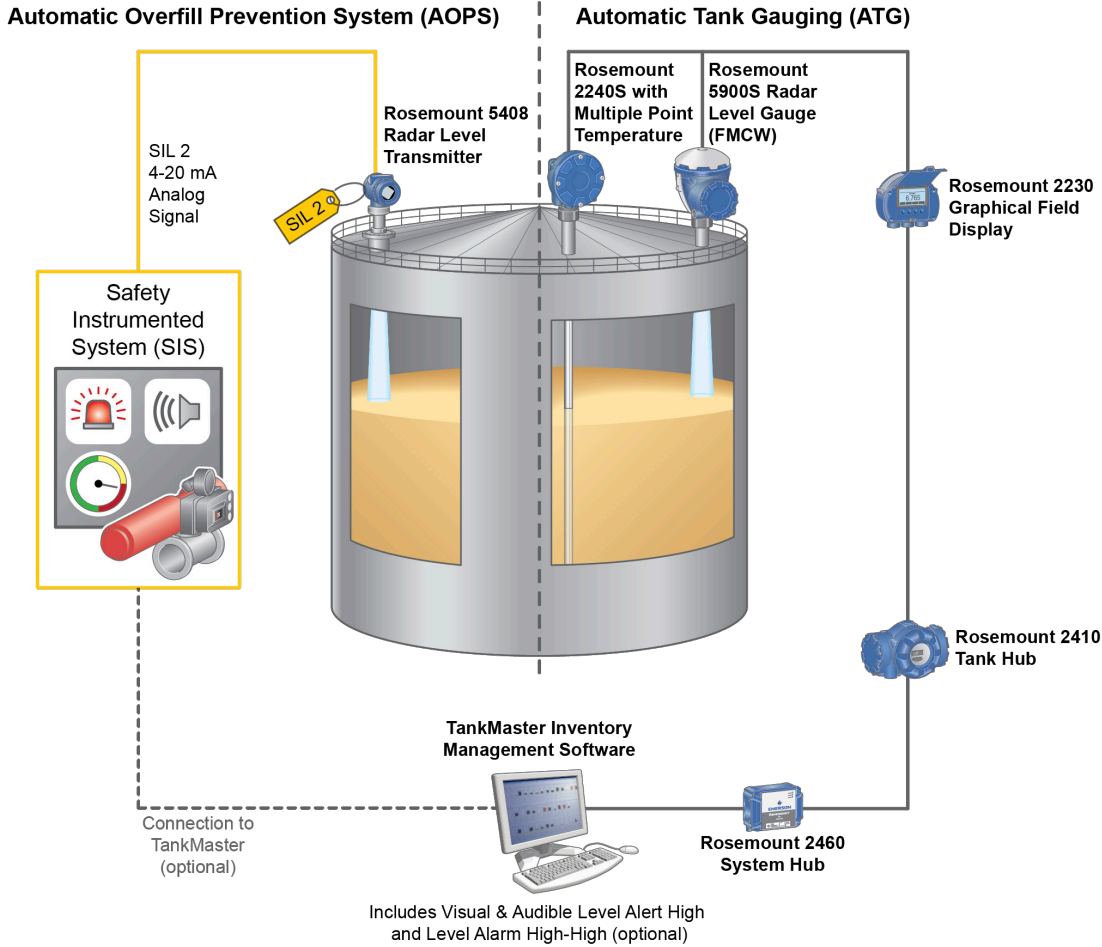 Automatic Overfill Prevention System (AOPS)
Automatic Tank Gauging (ATG)
Rosemount 5408
Radar Level
Transmitter
Rosemount
2240S with
Multiple Point
Temperature
Rosemount
5900S Radar
Level Gauge
(FMCW)
SIL 2
4-20 mA
Analog
Signal
SIL 2
Rosemount 2230
Graphical Field
Display
6,765
Safety
Instrumented
System (SIS)
Rosemount 2410
Tank Hub
TankMaster Inventory
Management Software
EMERSON
Connection to
TankMaster
(optional)
Rosemount 2460
System Hub
Includes Visual & Audible Level Alert High
and Level Alarm High-High (optional)